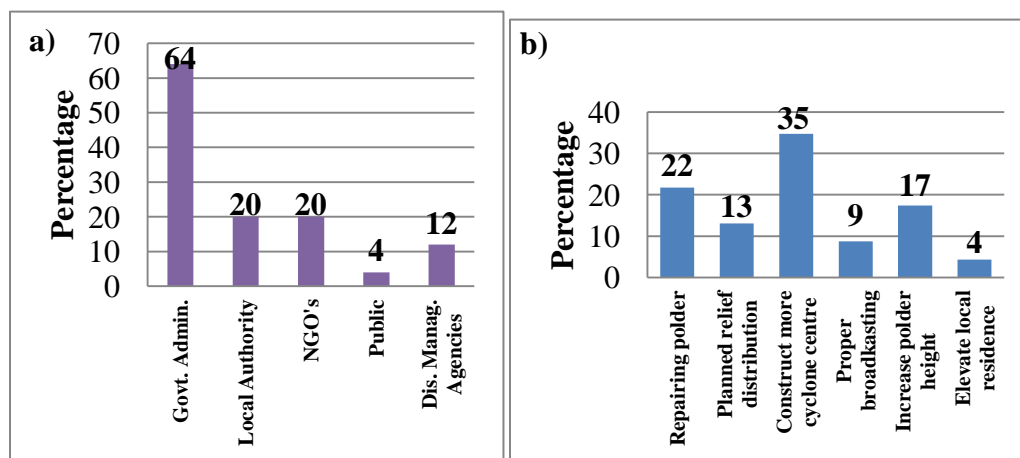 a)
Percentage
70
60
50
40
30
20
10
0
64
20
20
4
12
Govt. Admin.
Local Authority
NGO's
Public
Dis. Manag.
Agencies
b)
Percentage
40
30
20
10
0
22
13
35
9
17
4
Repairing polder
Planned relief
distribution
Construct more
cyclone centre
Proper
broadkasting
Increase polder
height
Elevate local
residence